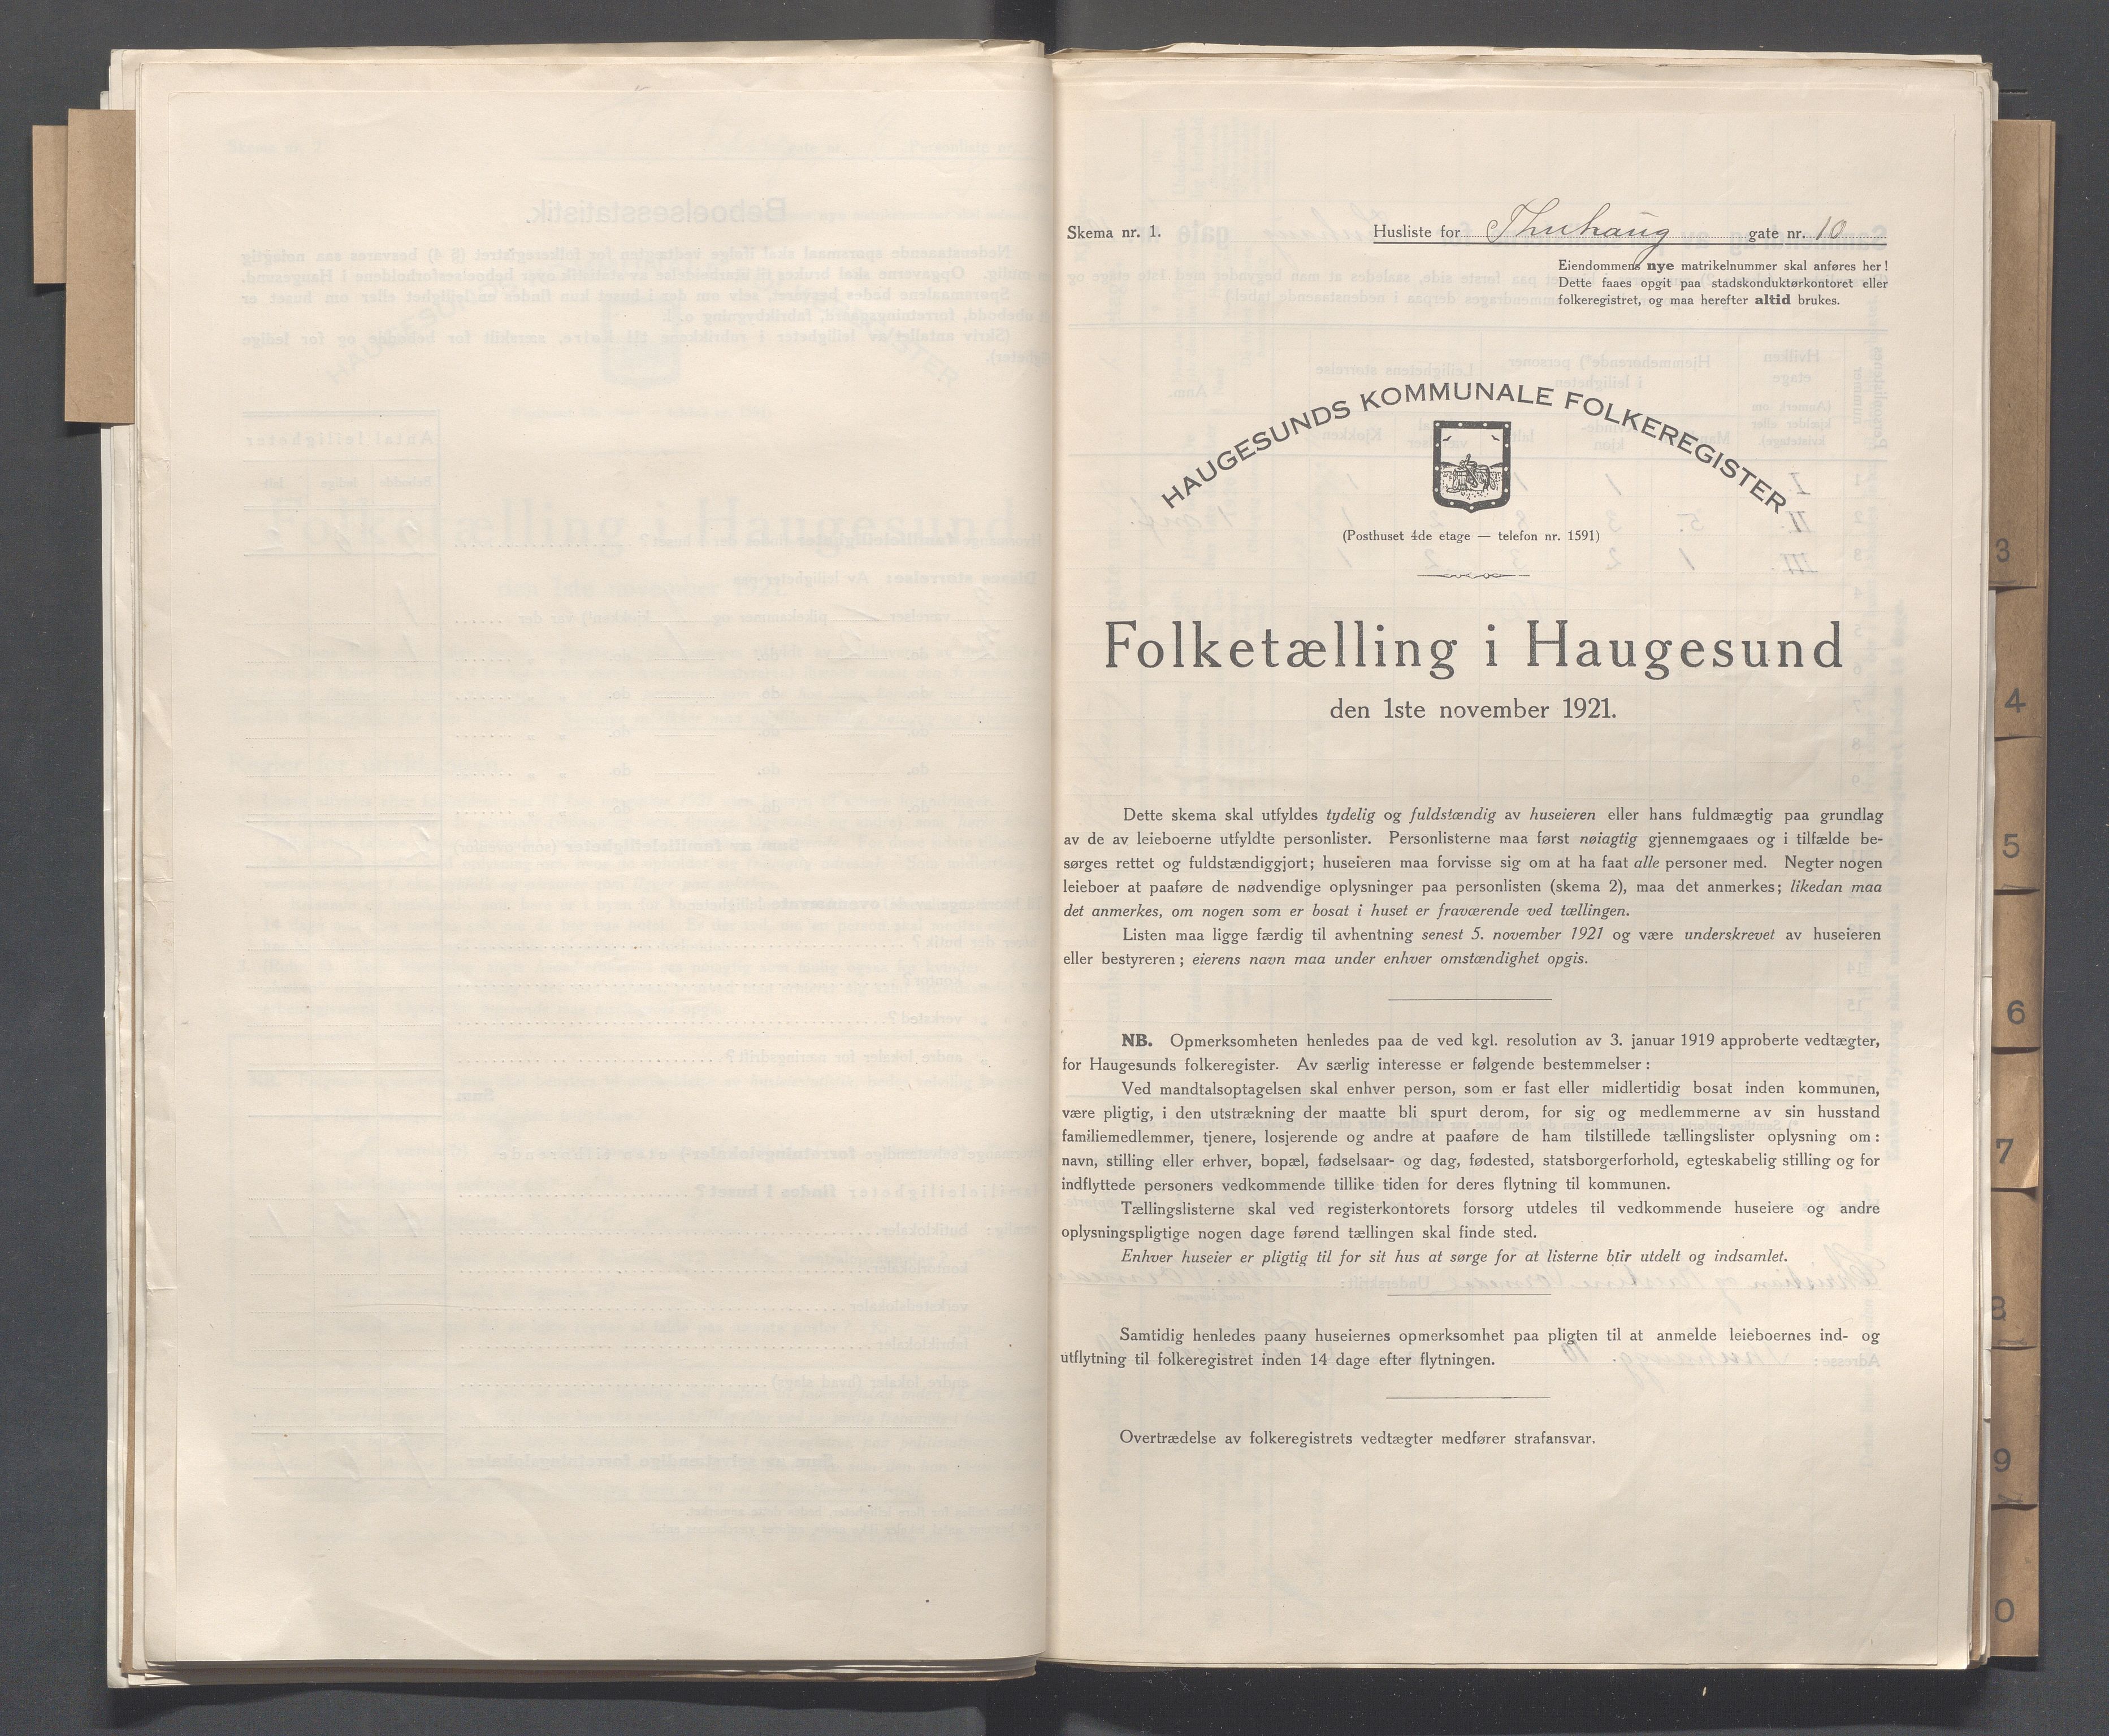 Skema nr. 1.
Husliste for Thuhaug gate nr. 10
Eiendommens nye matrikelnummer skal anføres her!
Dette faaes opgit paa stadskonduktørkontoret eller
folkeregistret, og maa herefter altid brukes.
HAUGESUNDS KOMMUNALE FOLKEREGISTER
(Posthuset 4de etage — telefon nr. 1591)
Folketælling i Haugesund
den 1ste november 1921.
Dette skema skal utfyldes tydelig og fuldstændig av huseieren eller hans fuldmægtig paa grundlag
av de av leieboerne utfyldte personlister. Personlisterne maa først nøiagtig gjennemgaaes og i tilfælde be-
sørges rettet og fuldstændiggjort; huseieren maa forvisse sig om at ha faat alle personer med. Negter nogen
leieboer at paaføre de nødvendige oplysninger paa personlisten (skema 2), maa det anmerkes; likedan maa
det anmerkes, om nogen som er bosat i huset er fraværende ved tællingen.
Listen maa ligge færdig til avhentning senest 5. november 1921 og være underskrevet av huseieren
eller bestyreren; eierens navn maa under enhver omstændighet opgis.
NB. Opmerksomheten henledes paa de ved kgl. resolution av 3. januar 1919 approberte vedtægter,
for Haugesunds folkeregister. Av særlig interesse er følgende bestemmelser:
Ved mandtalsoptagelsen skal enhver person, som er fast eller midlertidig bosat inden kommunen,
være pligtig, i den utstrækning der maatte bli spurt derom, for sig og medlemmerne av sin husstand
familiemedlemmer, tjenere, losjerende og andre at paaføre de ham tilstillede tællingslister oplysning om:
navn, stilling eller erhver, bopæl, fødselsaar- og dag, fødested, statsborgerforhold, egteskabelig stilling og for
indflyttede personers vedkommende tillike tiden for deres flytning til kommunen.
Tællingslisterne skal ved registerkontorets forsorg utdeles til vedkommende huseiere og andre
oplysningspligtige nogen dage førend tællingen skal finde sted.
Enhver huseier er pligtig til for sit hus at sørge for at listerne blir utdelt og indsamlet.
Samtidig henledes paany huseiernes opmerksomhet paa pligten til at anmelde leieboernes ind- og
utflytning til folkeregistret inden 14 dage efter flytningen.
Overtrædelse av folkeregistrets vedtægter medfører strafansvar.
3
4
5
6
7
8
9
0